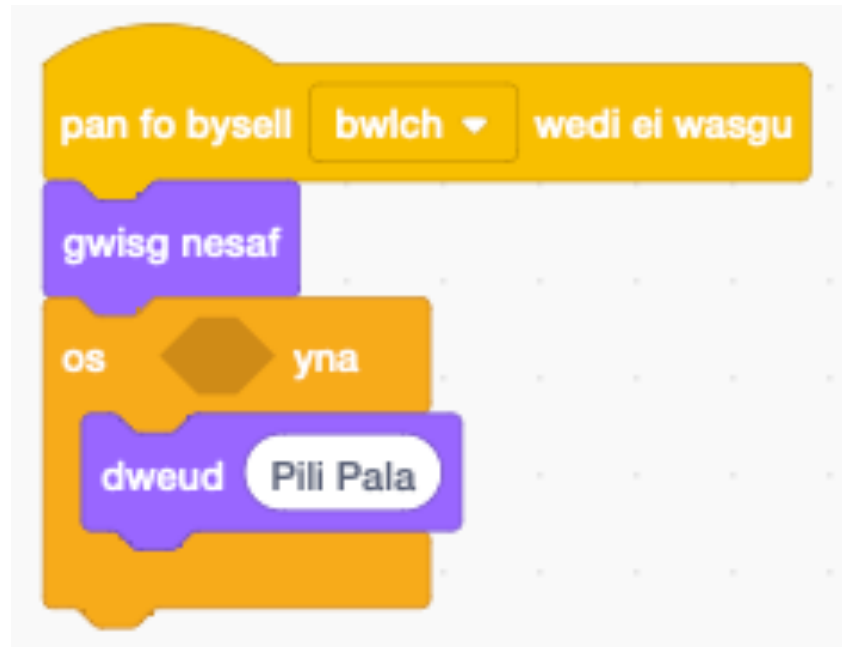 pan fo bysell bwlch wedi ei wasgu
gwisg nesaf
os yna
dweud Pili Pala